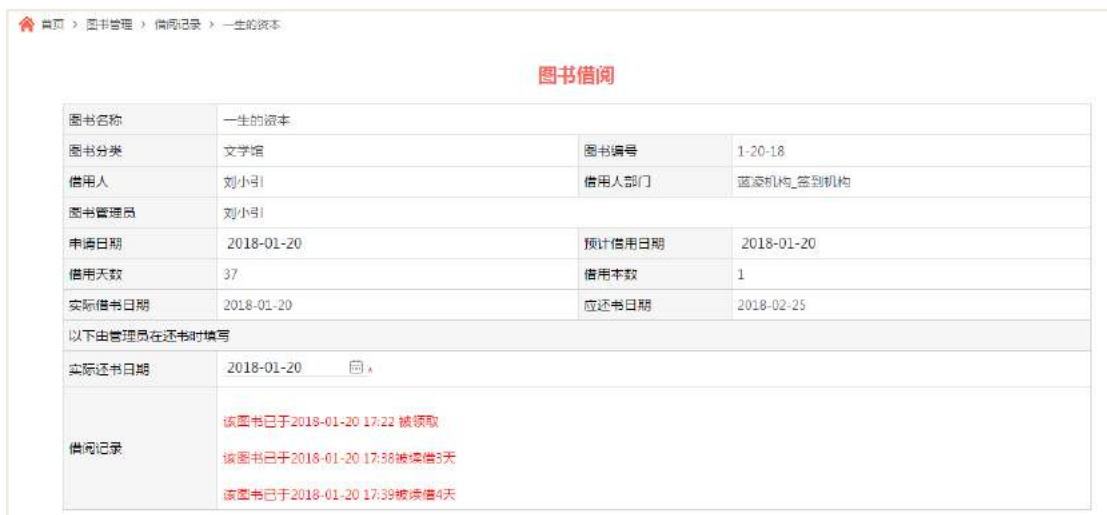 首页 > 图书管理 > 借阅记录 > 一生的资本
图书借阅
图书名称 一生的资本
图书分类 文学馆 图书编号 1-20-18
借用人 刘小引 借用人部门 蓝凌机构_签到机构
图书管理员 刘小引
申请日期 2018-01-20 预计借用日期 2018-01-20
借用天数 37 借用本数 1
实际借书日期 2018-01-20 应还书日期 2018-02-25
以下由管理员在还书时填写
实际还书日期 2018-01-20 *
该图书已于2018-01-20 17:22 被领取
借阅记录 该图书已于2018-01-20 17:38被续借3天
该图书已于2018-01-20 17:39被续借4天